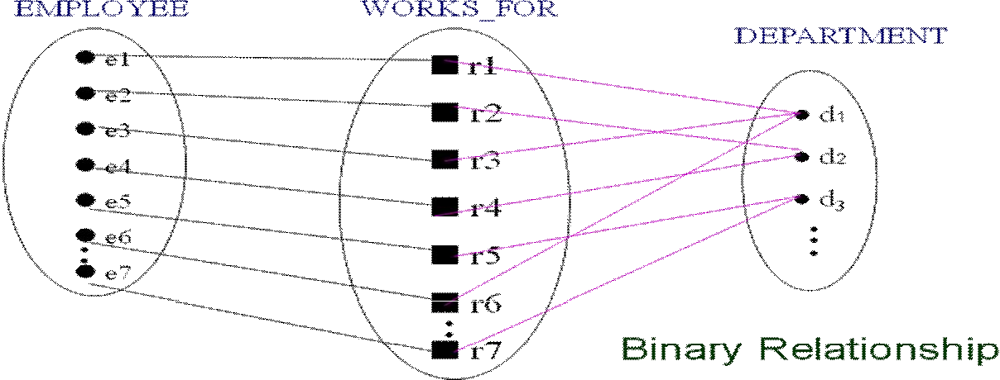 EMPLOYEE
WORKS_FOR
DEPARTMENT
e1
e2
e3
e4
e5
e6
e7
r1
r2
r3
r4
r5
r6
r7
d1
d2
d3
Binary Relationship